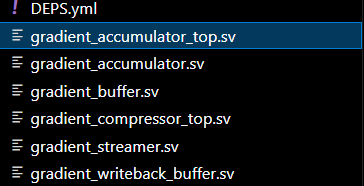 DEPS.yml
gradient_accumulator_top.sv
gradient_accumulator.sv
gradient_buffer.sv
gradient_compressor_top.sv
gradient_streamer.sv
gradient_writeback_buffer.sv